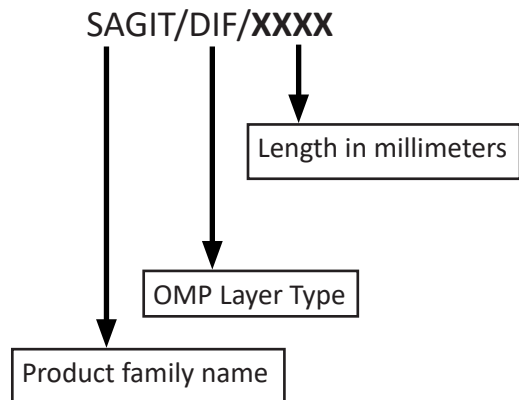 SAGIT/DIF/XXXX
Length in millimeters
OMP Layer Type
Product family name